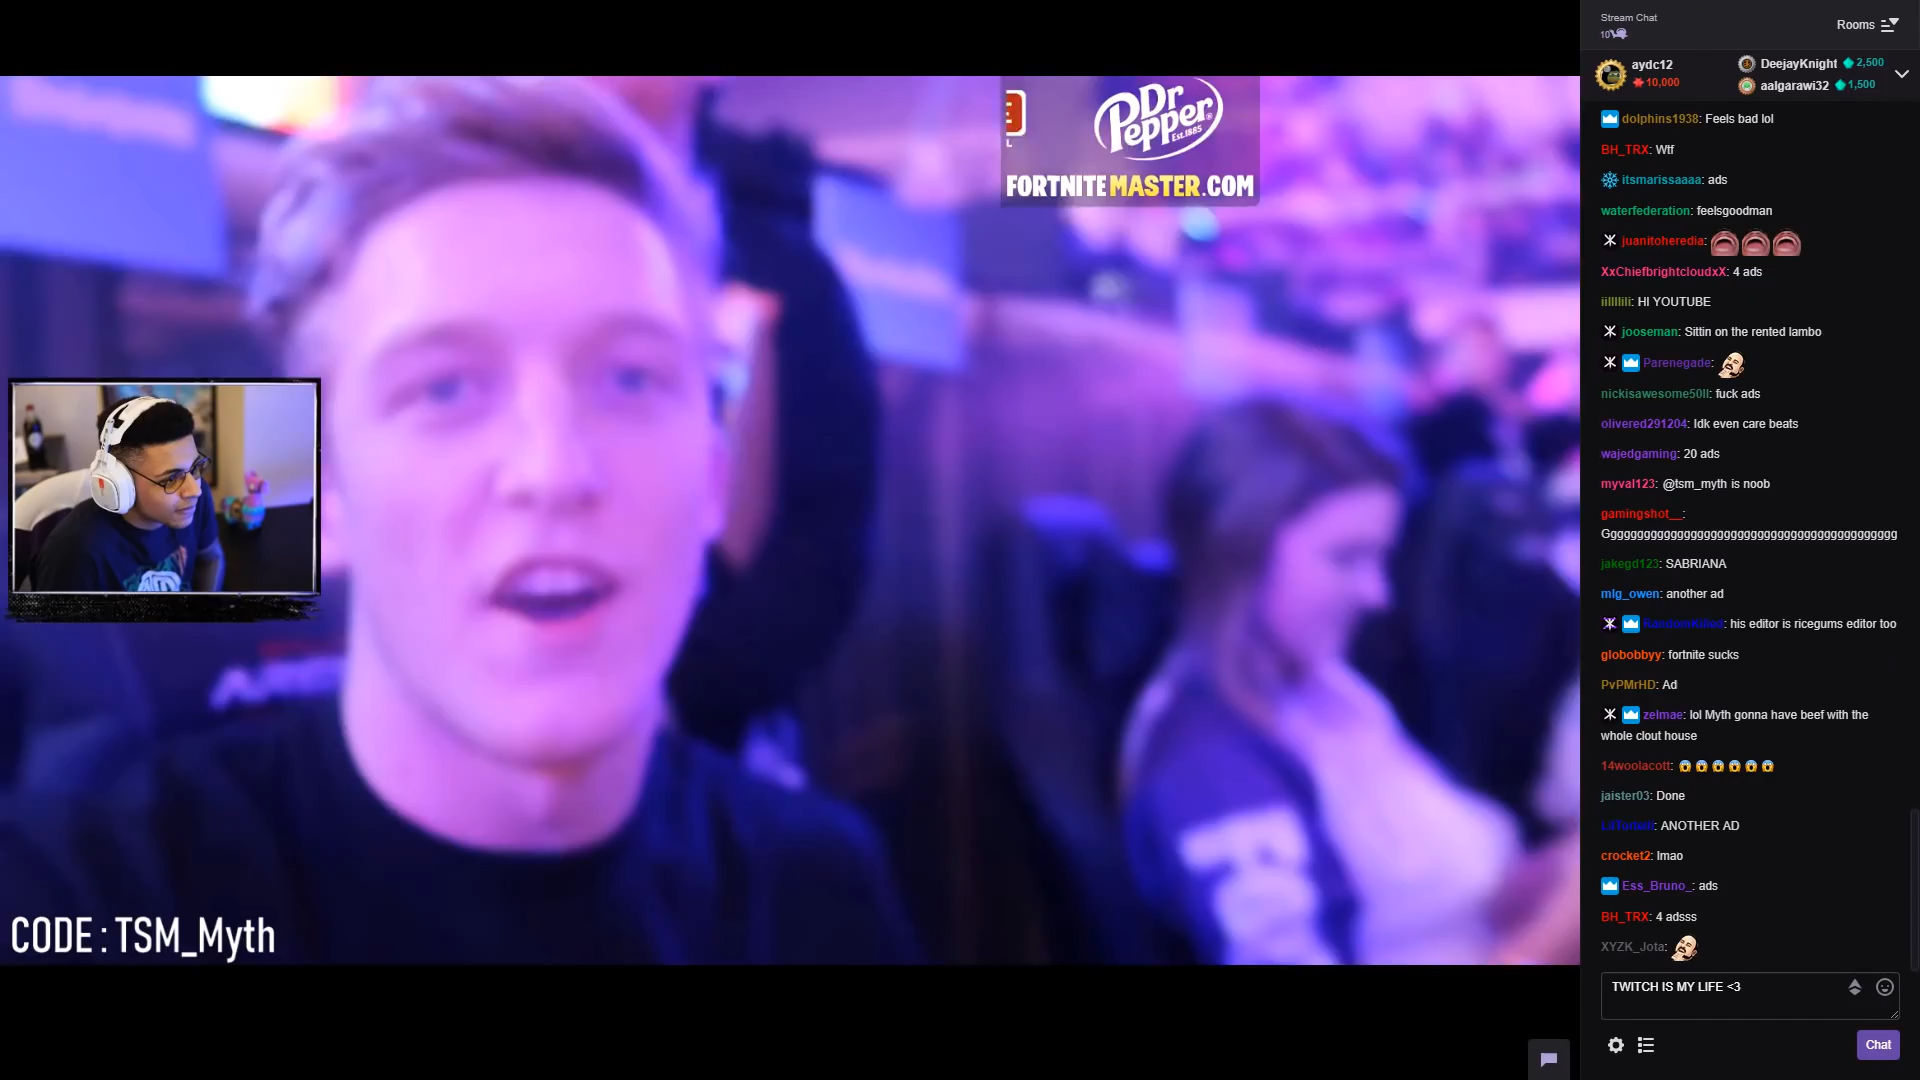 Dr
Pepper
Est.1885
E
L
FORTNITEMASTER.COM
CODE : TSM_Myth
Stream Chat
10
Rooms
aydc12
10,000
DeejayKnight 2,500
aalgarawi32 1,500
dolphins1938: Feels bad lol
BH_TRX: Wtf
itsmarissaaaa: ads
waterfederation: feelsgoodman
juanitoheredia:
XxChiefbrightcloudxX: 4 ads
HI YOUTUBE
jooseman: Sittin on the rented lambo
Parenegade:
nickisawesome50ll: fuck ads
olivered291204: Idk even care beats
wajedgaming: 20 ads
myval123: @tsm_myth is noob
gamingshot__:
jakegd123: SABRIANA
mlg_owen: another ad
RandomKilled: his editor is ricegums editor too
globobbyy: fortnite sucks
PvPMrHD: Ad
zelmae: lol Myth gonna have beef with the
whole clout house
14woolacott: 😱😱😱😱😱😱
jaister03: Done
ANOTHER AD
crocket2: lmao
Ess_Bruno_: ads
BH_TRX: 4 adsss
XYZK_Jota:
TWITCH IS MY LIFE <3
Chat